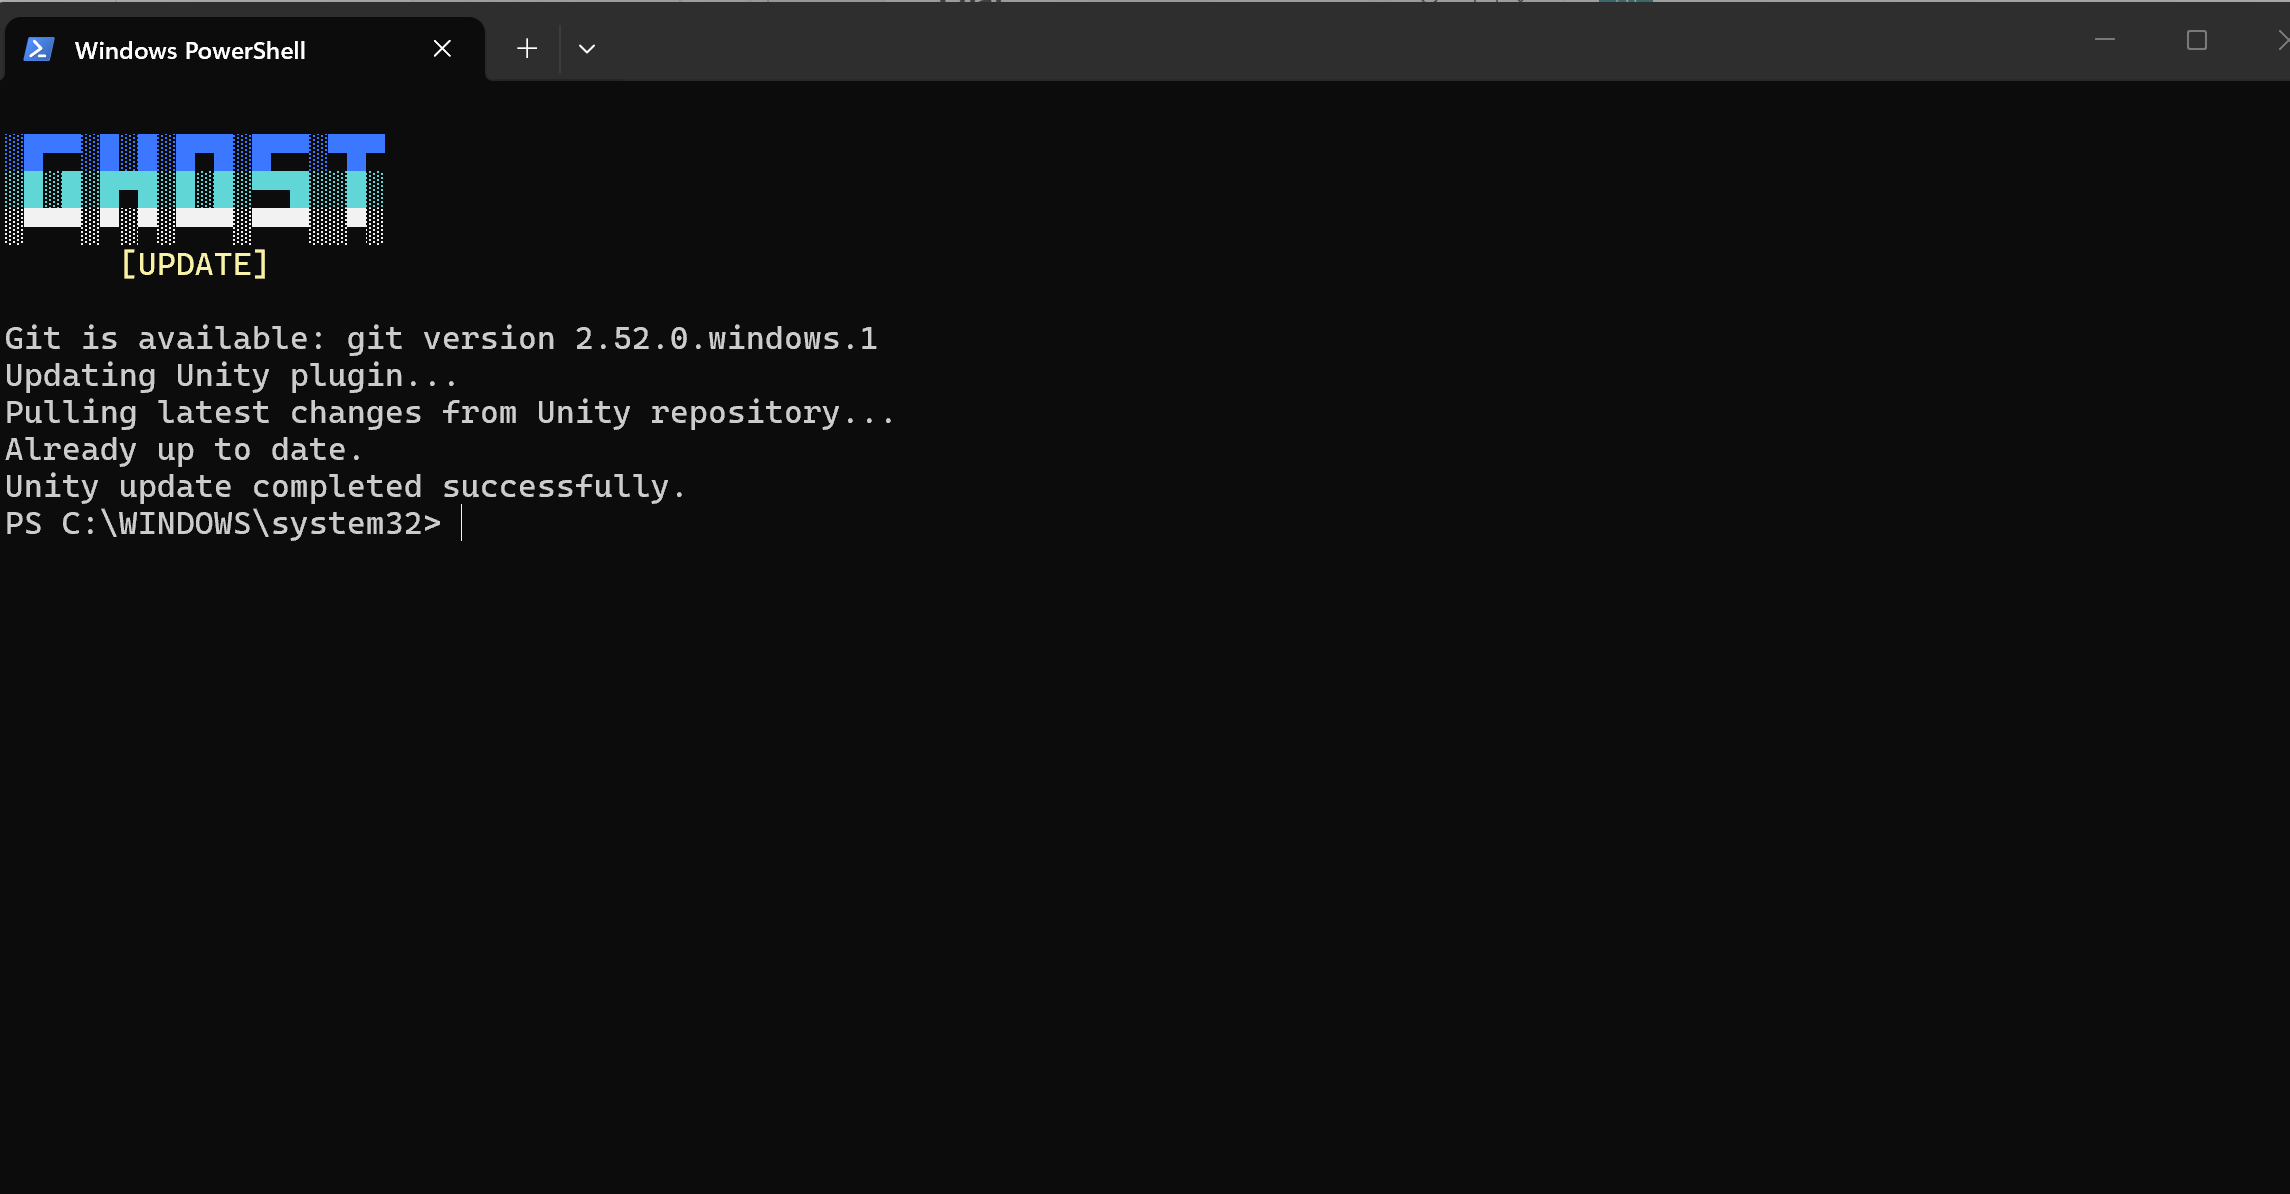 Windows PowerShell
GHOST
[UPDATE]
Git is available: git version 2.52.0.windows.1
Updating Unity plugin...
Pulling latest changes from Unity repository...
Already up to date.
Unity update completed successfully.
PS C:\WINDOWS\system32>